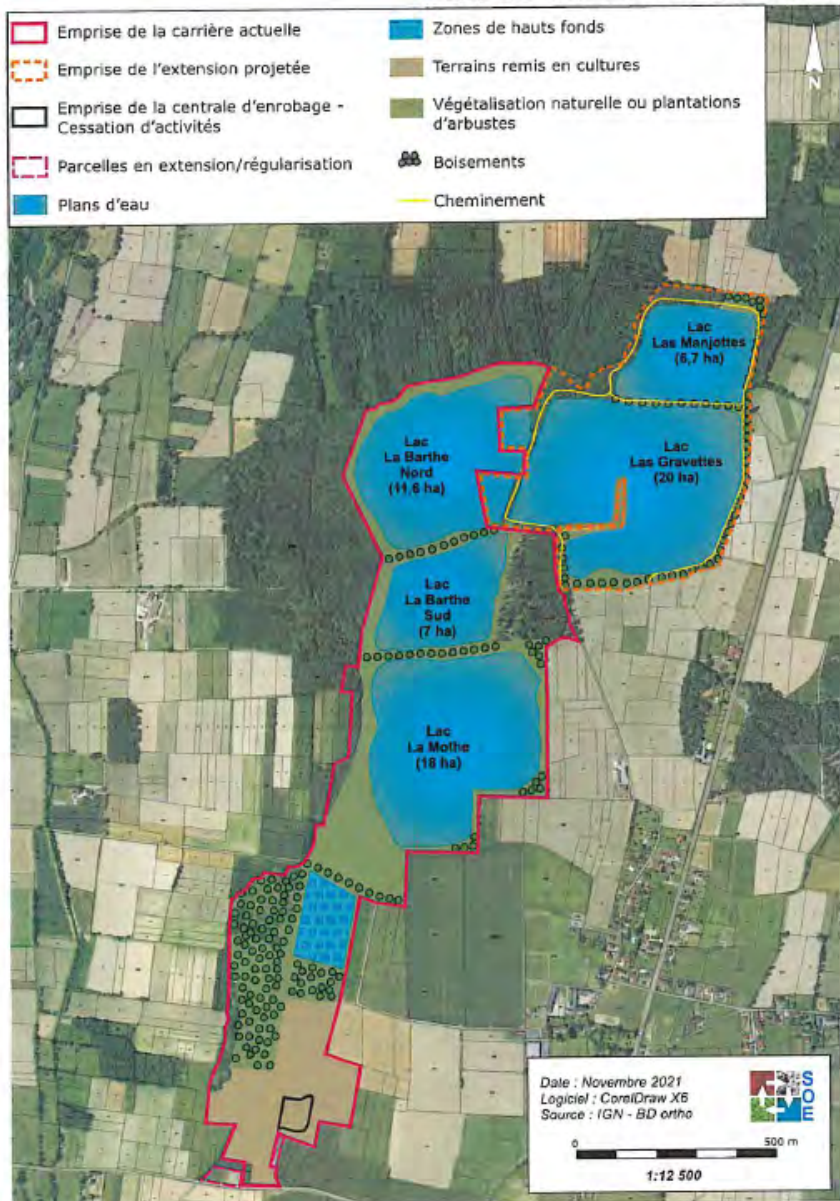 Emprise de la carrière actuelle
Emprise de l'extension projetée
Emprise de la centrale d'enrobage -
Cessation d'activités
Parcelles en extension/régularisation
Plans d'eau
Zones de hauts fonds
Terrains remis en cultures
Végétalisation naturelle ou plantations
d'arbustes
Boisements
Cheminement
N
Lac
Las Manjottes
(6,7 ha)
Lac
La Barthe
Nord
(11,6 ha)
Lac
Las Gravettes
(20 ha)
Lac
La Barthe
Sud
(7 ha)
Lac
La Mothe
(18 ha)
Date : Novembre 2021
Logiciel : CorelDraw X6
Source : IGN - BD ortho
SOE
0 500 m
1:12 500